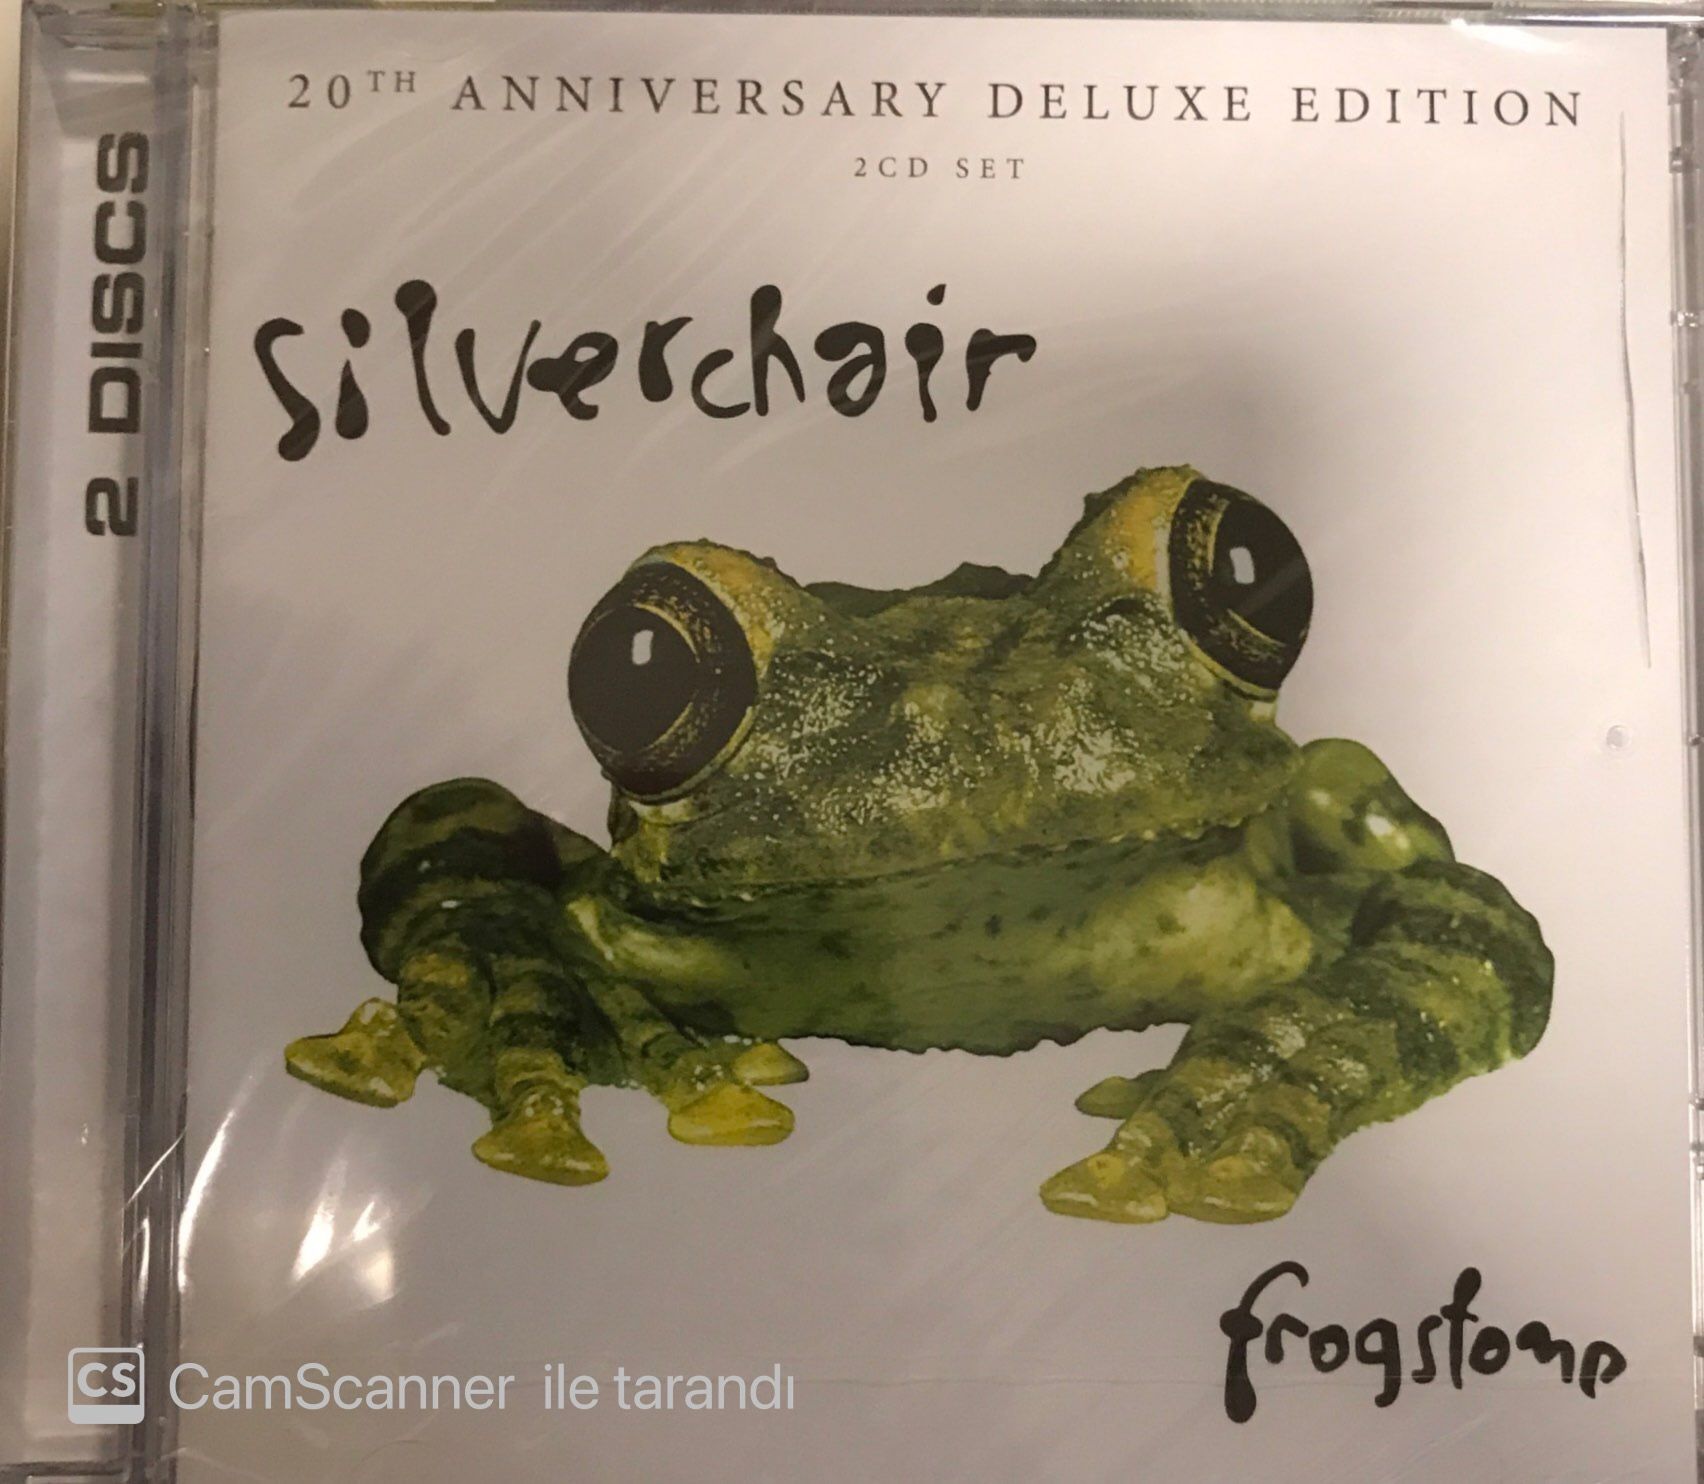 20TH ANNIVERSARY DELUXE EDITION
2CD SET
2 DISCS
silverchair
frogstomp
CS CamScanner ile tarandı